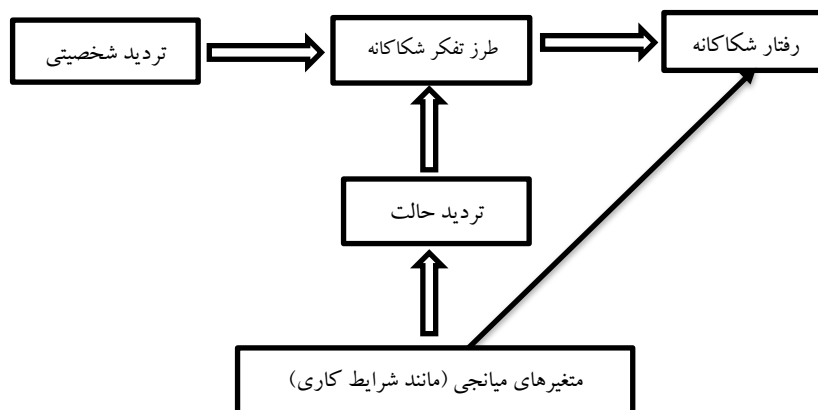 تردید شخصیتی
طرز تفکر شکاکانه
رفتار شکاکانه
تردید حالت
متغیرهای میانجی (مانند شرایط کاری)